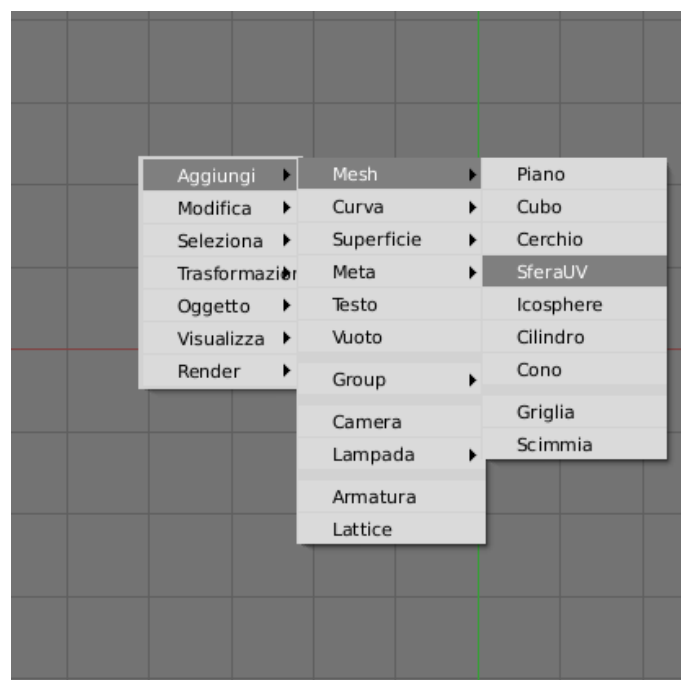 Aggiungi
Modifica
Seleziona
Trasformazion
Oggetto
Visualizza
Render
Mesh
Curva
Superficie
Meta
Testo
Vuoto
Group
Camera
Lampada
Armatura
Lattice
Piano
Cubo
Cerchio
SferaUV
Icosphere
Cilindro
Cono
Griglia
Scimmia